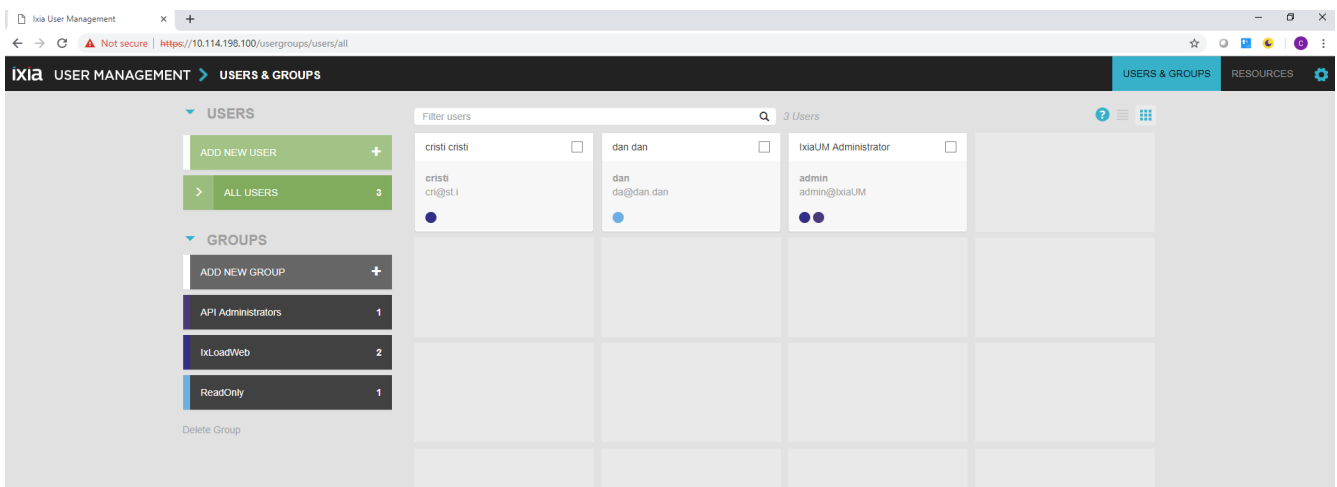 Ixia User Management
Not secure | https://10.114.198.100/usergroups/users/all
C
ixia USER MANAGEMENT USERS & GROUPS
USERS & GROUPS
RESOURCES
USERS
ADD NEW USER +
ALL USERS 3
GROUPS
ADD NEW GROUP +
API Administrators 1
IxLoadWeb 2
ReadOnly 1
Delete Group
Filter users
3 Users
?
cristi cristi
cristi
cri@st.i
dan dan
dan
da@dan.dan
IxiaUM Administrator
admin
admin@IxiaUM